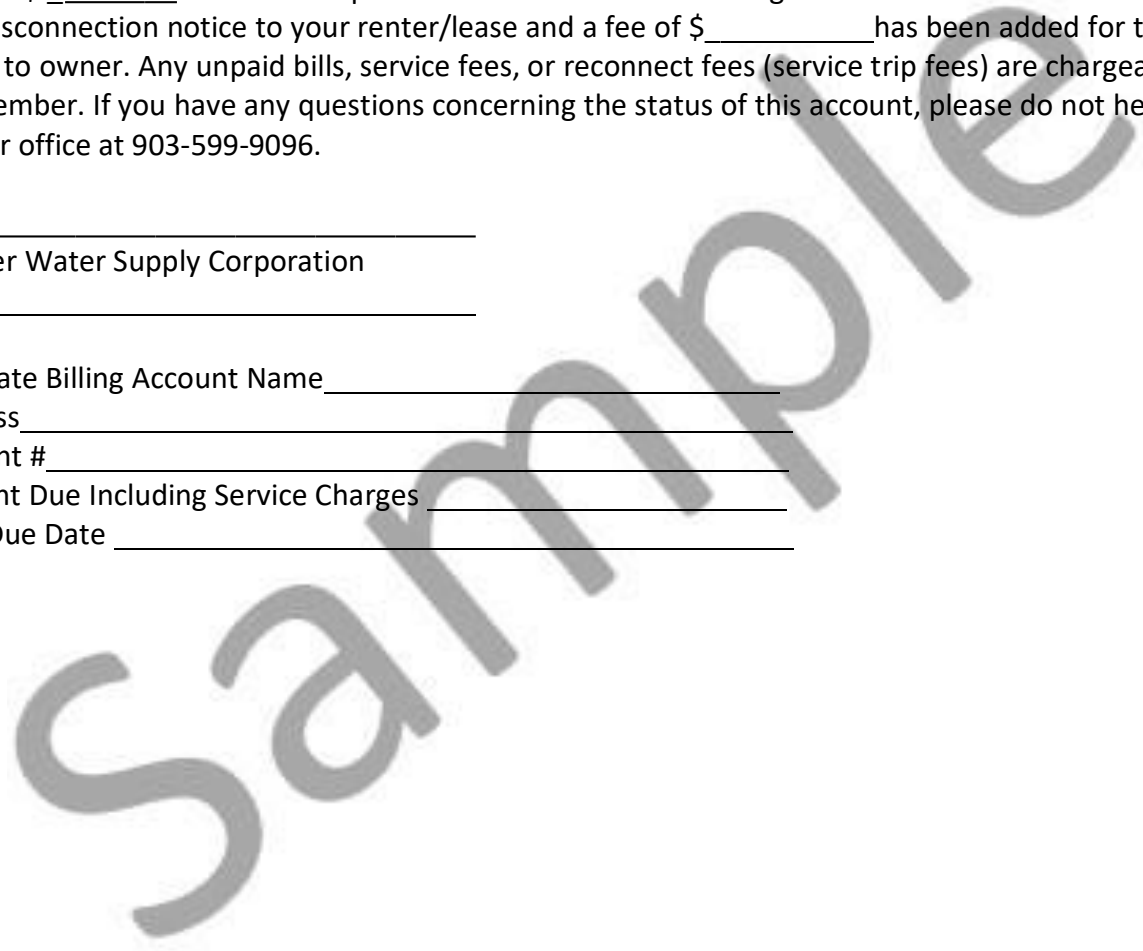 sconnection notice to your renter/lease and a fee of $__________has been added for t
to owner. Any unpaid bills, service fees, or reconnect fees (service trip fees) are chargea
ember. If you have any questions concerning the status of this account, please do not he
r office at 903-599-9096.
er Water Supply Corporation
ate Billing Account Name
ss
nt #
nt Due Including Service Charges
Due Date
Sample